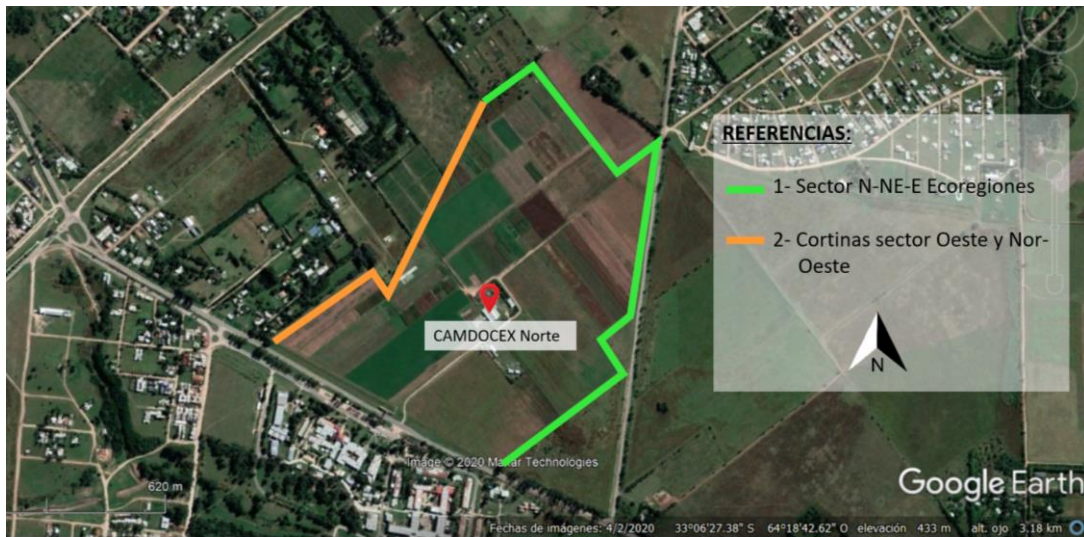 REFERENCIAS:
1- Sector N-NE-E Ecoregiones
2- Cortinas sector Oeste y Nor-
Oeste
N
CAMDOCEX Norte
Image © 2020 Maxar Technologies
620 m
Google Earth
Fechas de imágenes: 4/2/2020 33°06'27.38" S 64°18'42.62" O elevación 433 m alt. ojo 3.18 km